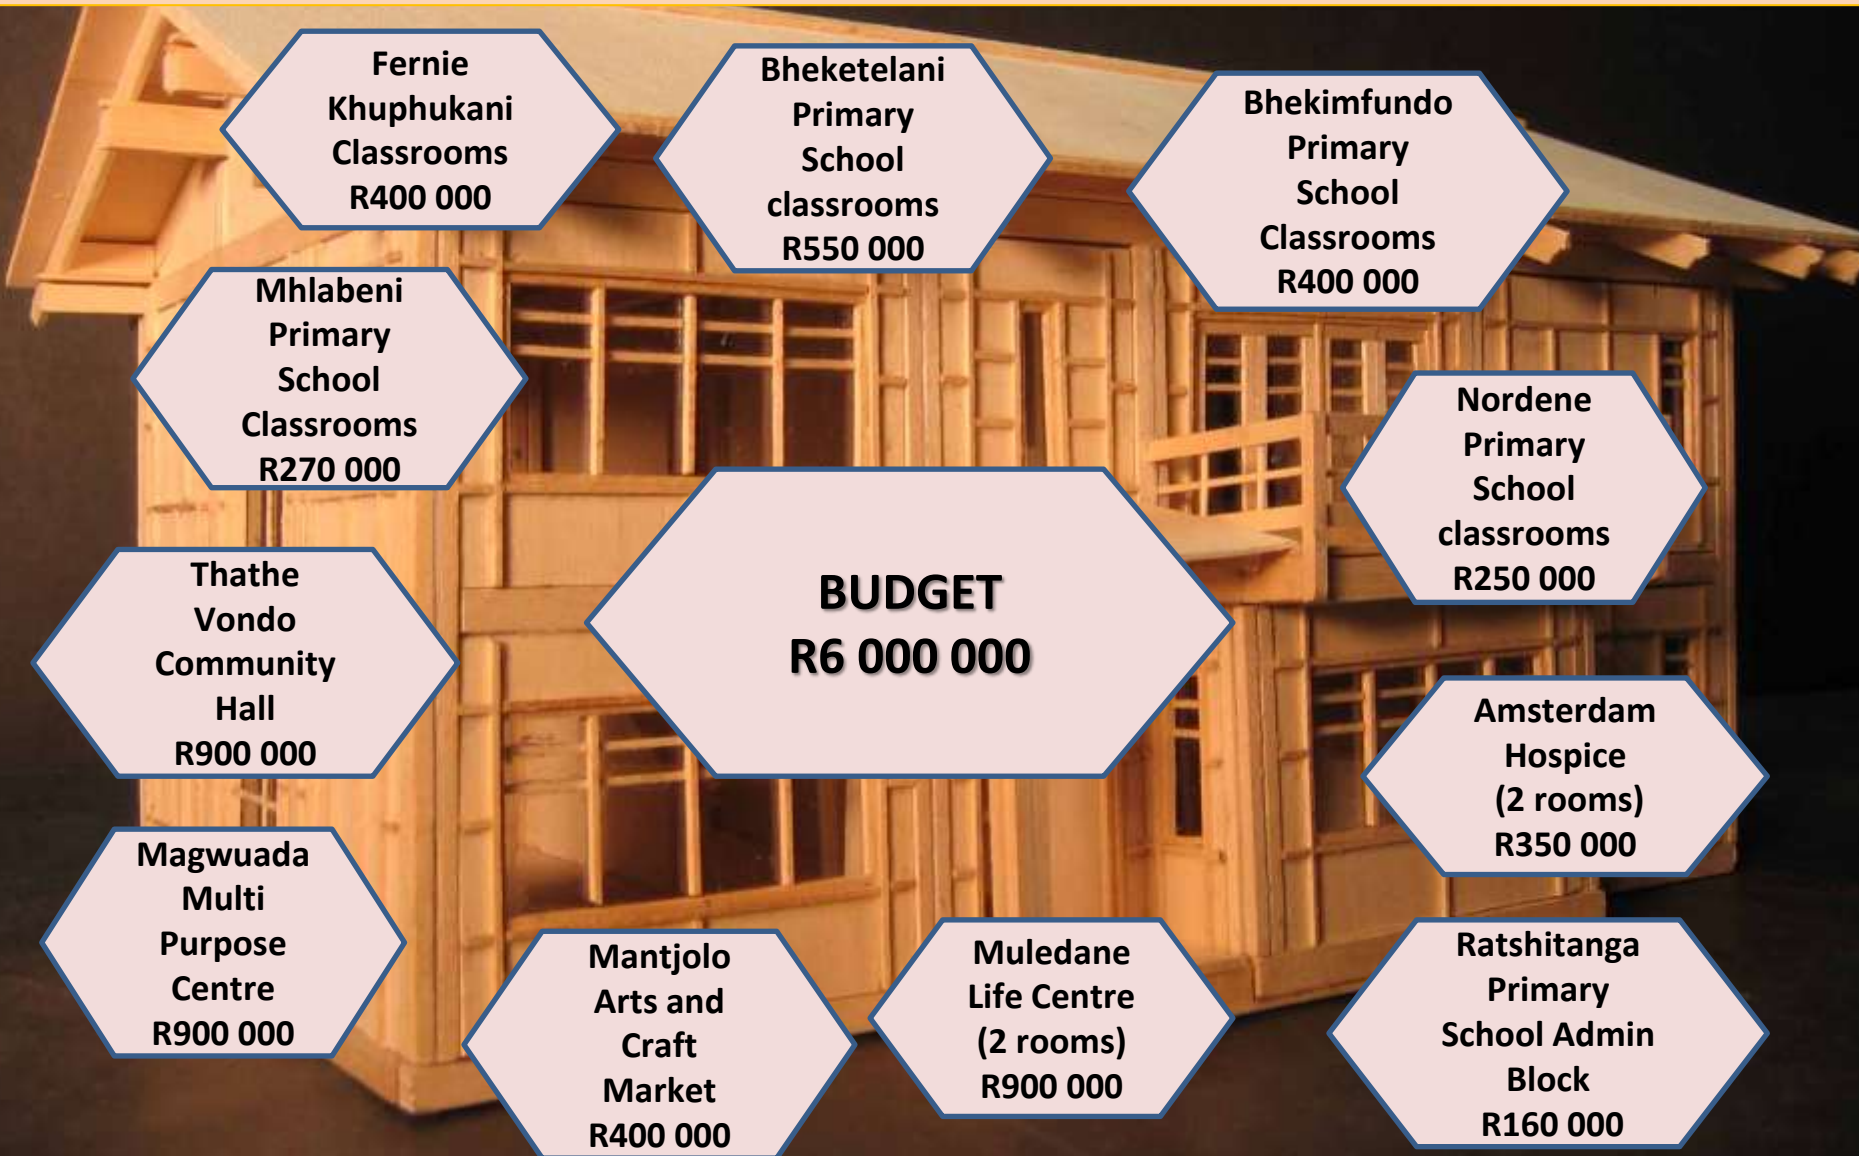 Fernie
Khuphukani
Classrooms
R400 000
Bheketelani
Primary
School
classrooms
R550 000
Bhekimfundo
Primary
School
Classrooms
R400 000
Mhlabeni
Primary
School
Classrooms
R270 000
Nordene
Primary
School
classrooms
R250 000
BUDGET
R6 000 000
Thathe
Vondo
Community
Hall
R900 000
Amsterdam
Hospice
(2 rooms)
R350 000
Magwuada
Multi
Purpose
Centre
R900 000
Mantjolo
Arts and
Craft
Market
R400 000
Muledane
Life Centre
(2 rooms)
R900 000
Ratshitanga
Primary
School Admin
Block
R160 000